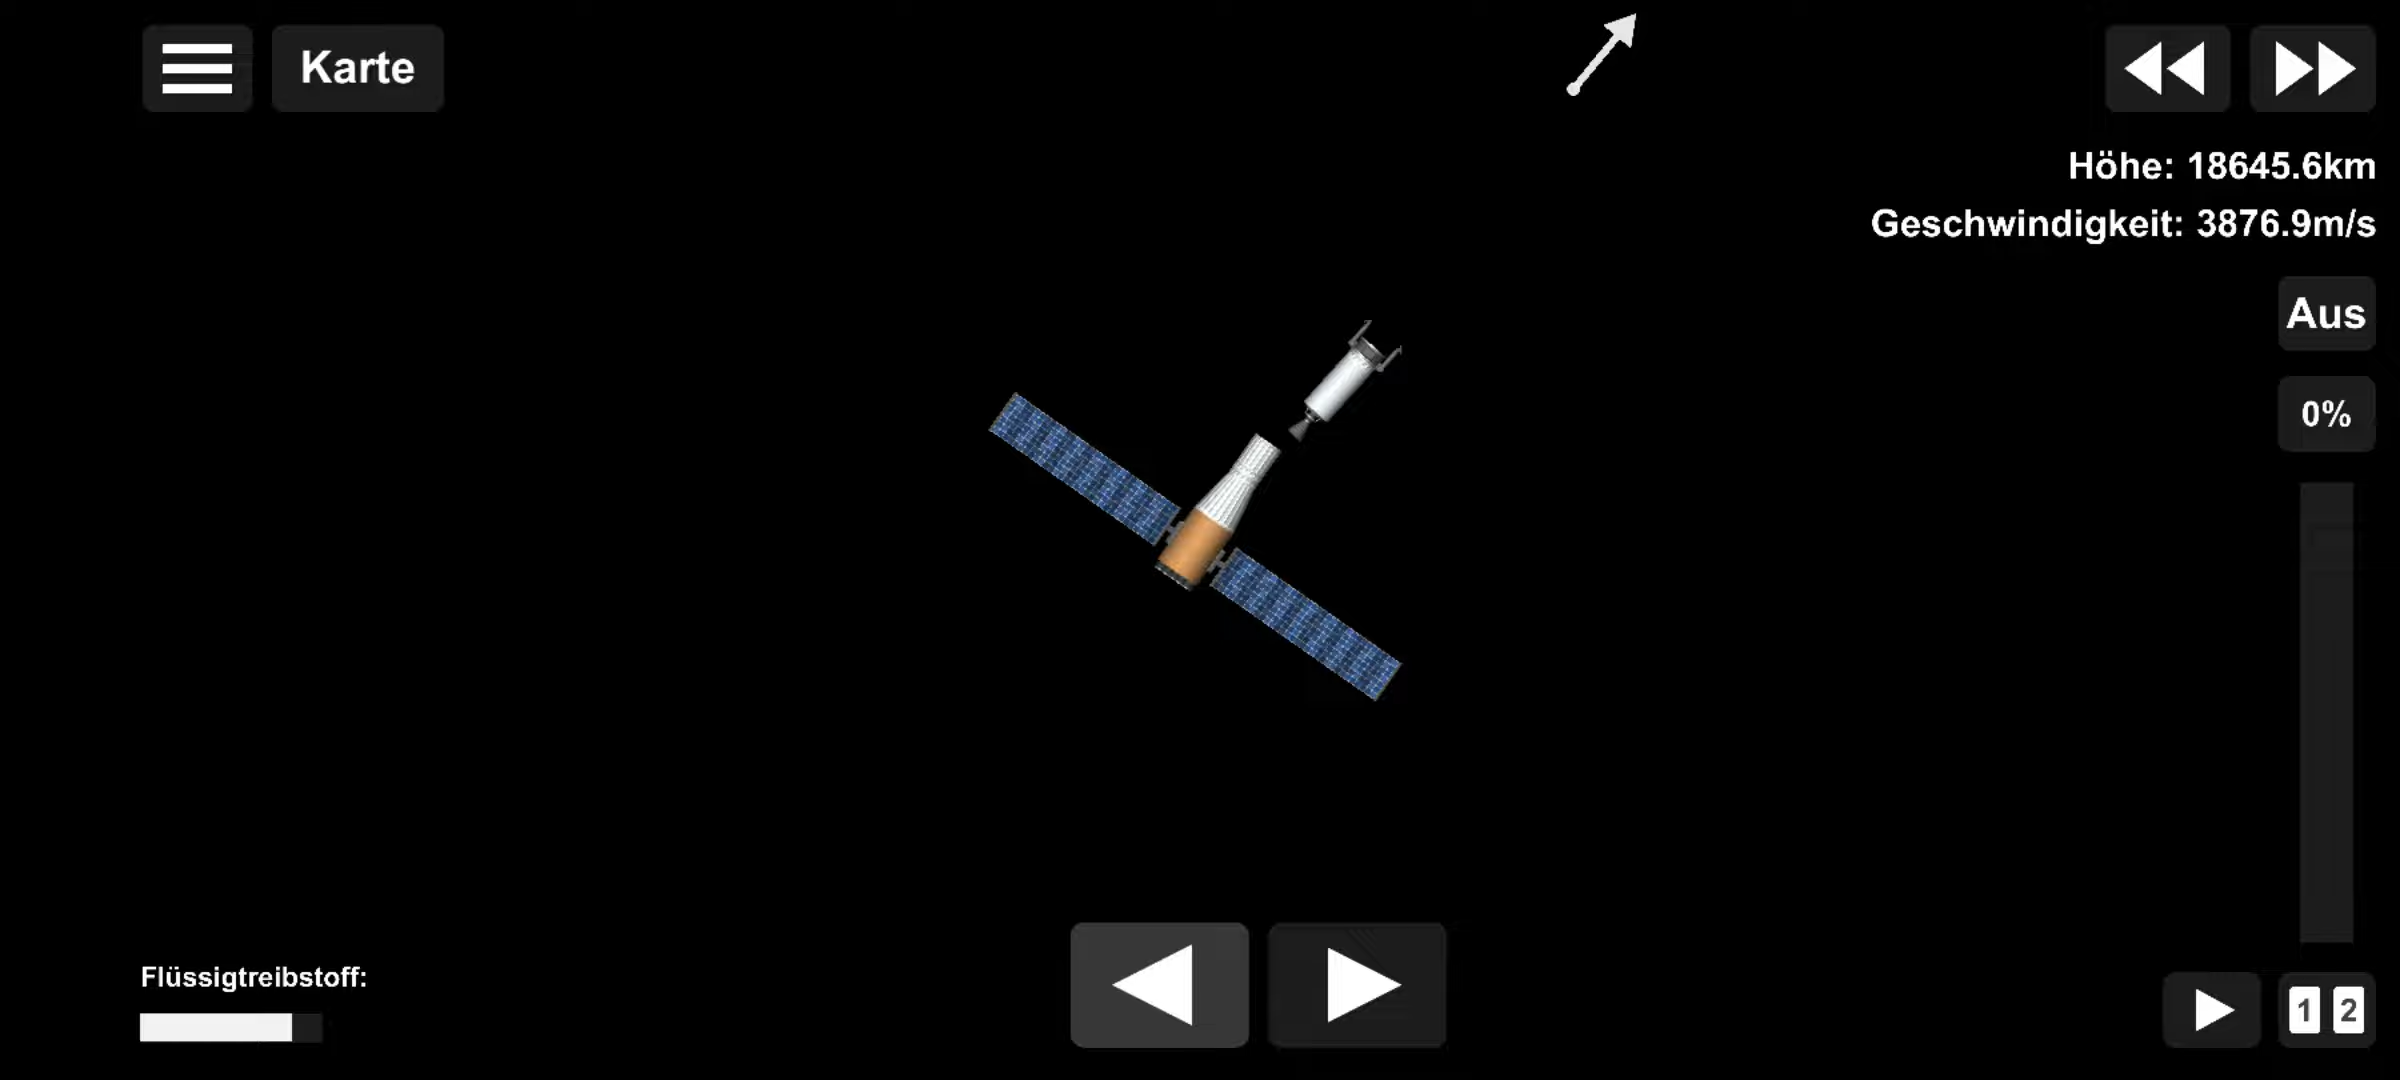 Karte
Höhe: 18645.6km
Geschwindigkeit: 3876.9m/s
Aus
0%
Flüssigtreibstoff:
1 2